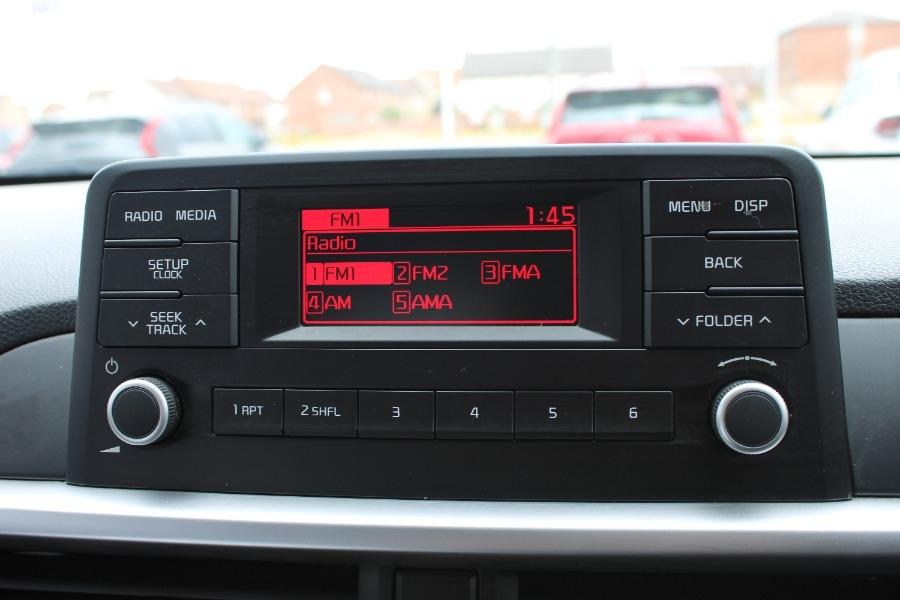 RADIO MEDIA
SETUP
CLOCK
SEEK
TRACK
FM1 1:45
Radio
1 FM1 2 FM2 3 FMA
4 AM 5 AMA
MENU DISP
BACK
FOLDER
1 RPT 2 SHFL 3 4 5 6